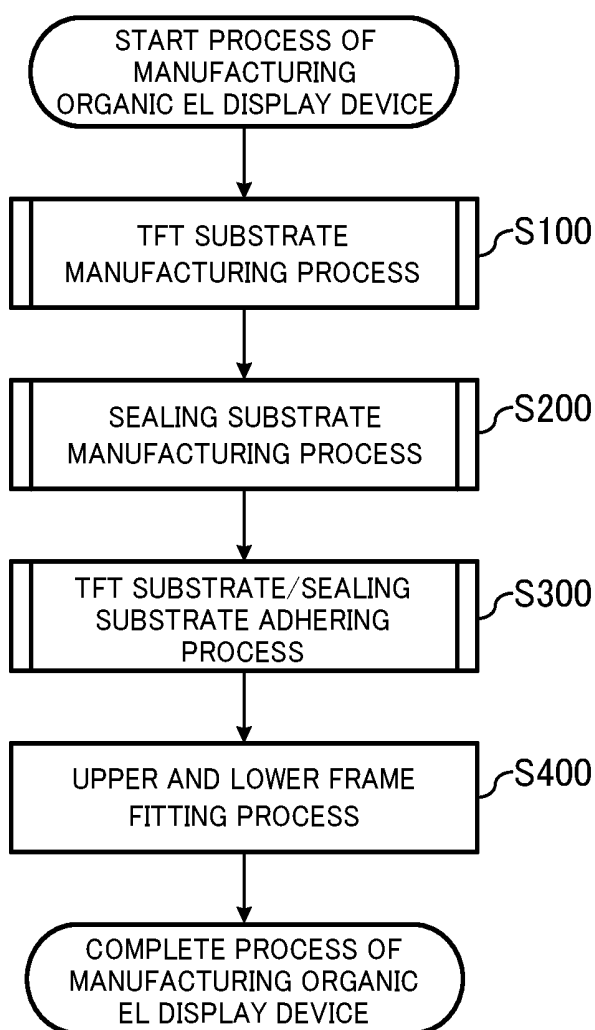 START PROCESS OF
MANUFACTURING
ORGANIC EL DISPLAY DEVICE
TFT SUBSTRATE
MANUFACTURING PROCESS
S100
SEALING SUBSTRATE
MANUFACTURING PROCESS
S200
TFT SUBSTRATE/SEALING
SUBSTRATE ADHERING
PROCESS
S300
UPPER AND LOWER FRAME
FITTING PROCESS
S400
COMPLETE PROCESS OF
MANUFACTURING ORGANIC
EL DISPLAY DEVICE